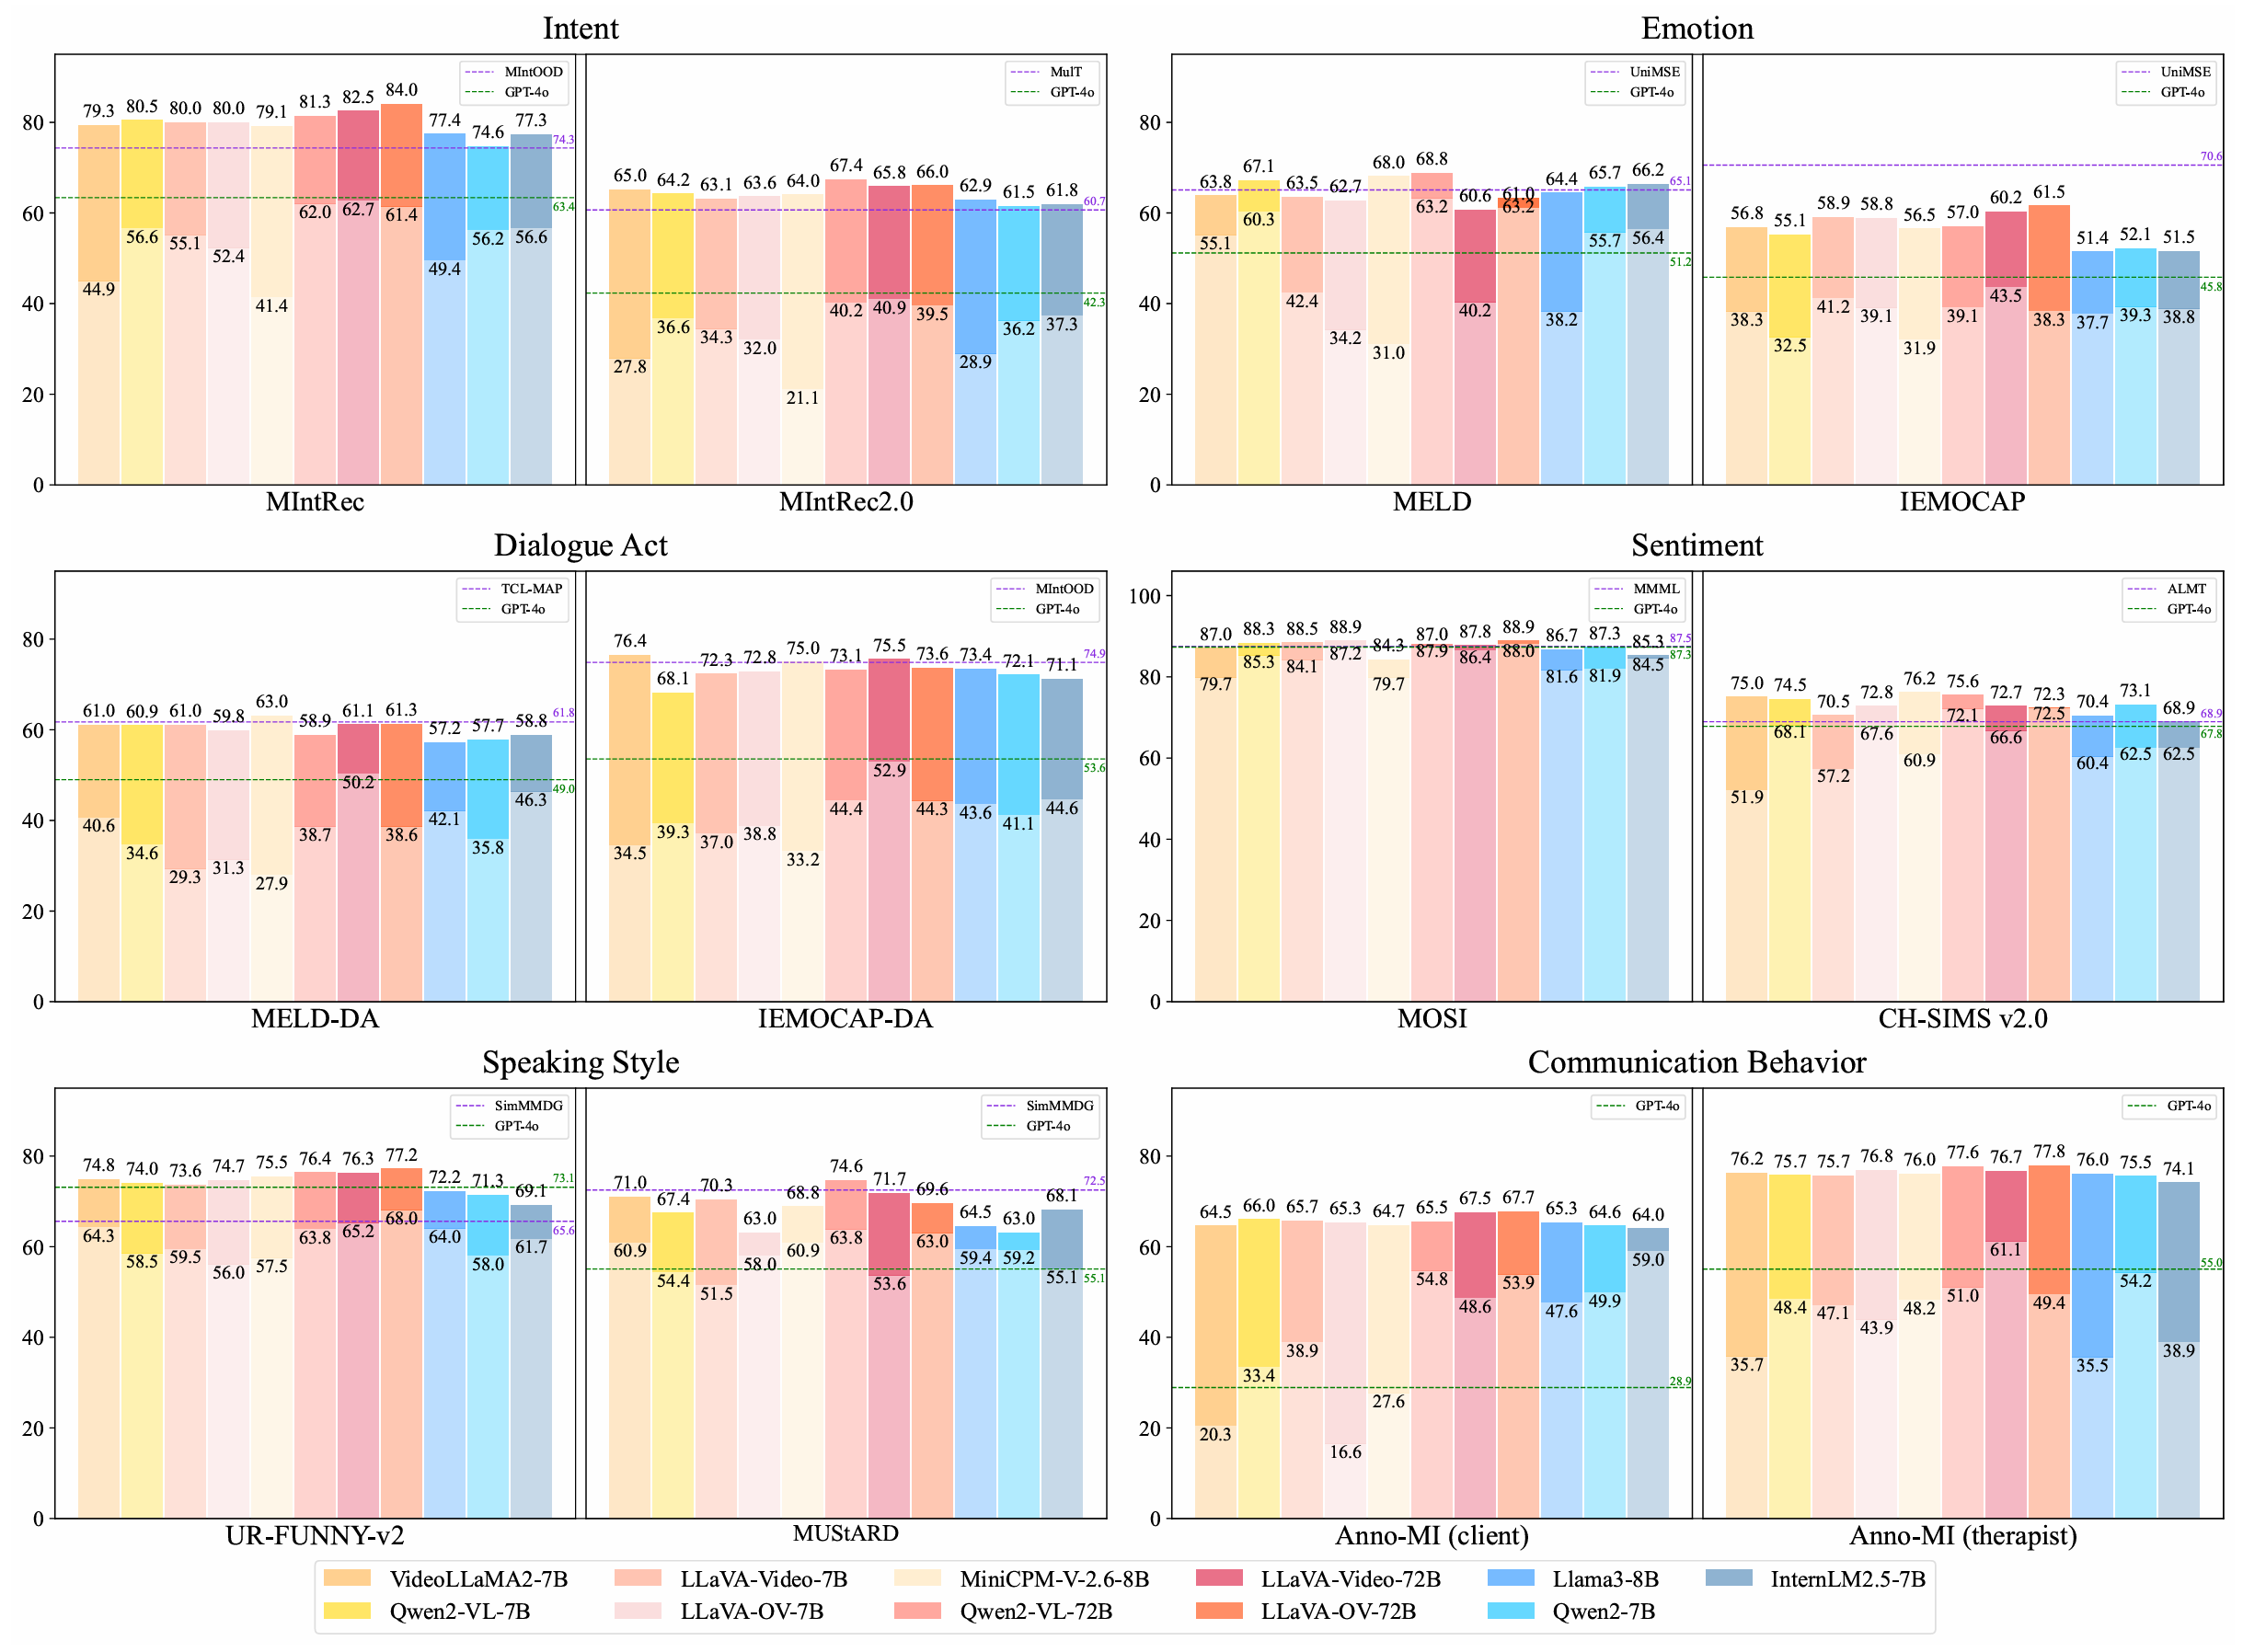 Intent
Emotion
MIntOOD
GPT-4o
MulT
GPT-4o
UniMSE
GPT-4o
UniMSE
GPT-4o
80
60
40
20
0
79.3 80.5 80.0 80.0 79.1 81.3 82.5 84.0 77.4 74.6 77.3
74.3
63.4
44.9 56.6 55.1 52.4 41.4 62.0 62.7 61.4 49.4 56.2 56.6
MIntRec
65.0 64.2 63.1 63.6 64.0 67.4 65.8 66.0 62.9 61.5 61.8
60.7
42.3
27.8 36.6 34.3 32.0 21.1 40.2 40.9 39.5 28.9 36.2 37.3
MIntRec2.0
80
60
40
20
0
63.8 67.1 63.5 62.7 68.0 68.8 60.6 61.0 64.4 65.7 66.2
65.1
51.2
55.1 60.3 42.4 34.2 31.0 63.2 40.2 63.2 38.2 55.7 56.4
MELD
70.6
56.8 55.1 58.9 58.8 56.5 57.0 60.2 61.5 51.4 52.1 51.5
45.8
38.3 32.5 41.2 39.1 31.9 39.1 43.5 38.3 37.7 39.3 38.8
IEMOCAP
Dialogue Act
Sentiment
TCL-MAP
GPT-4o
MIntOOD
GPT-4o
MMML
GPT-4o
ALMT
GPT-4o
80
60
40
20
0
61.0 60.9 61.0 59.8 63.0 58.9 61.1 61.3 57.2 57.7 58.8
61.8
49.0
40.6 34.6 29.3 31.3 27.9 38.7 50.2 38.6 42.1 35.8 46.3
MELD-DA
76.4 68.1 72.3 72.8 75.0 73.1 75.5 73.6 73.4 72.1 71.1
74.9
53.6
34.5 39.3 37.0 38.8 33.2 44.4 52.9 44.3 43.6 41.1 44.6
IEMOCAP-DA
100
80
60
40
20
0
87.0 88.3 88.5 88.9 84.3 87.0 87.8 88.9 86.7 87.3 85.3
87.5
87.3
79.7 85.3 84.1 87.2 79.7 87.9 86.4 88.0 81.6 81.9 84.5
MOSI
75.0 74.5 70.5 72.8 76.2 75.6 72.7 72.3 70.4 73.1 68.9
68.9
67.8
51.9 68.1 57.2 67.6 60.9 72.1 66.6 72.5 60.4 62.5 62.5
CH-SIMS v2.0
Speaking Style
Communication Behavior
SimMMDG
GPT-4o
SimMMDG
GPT-4o
GPT-4o
GPT-4o
80
60
40
20
0
74.8 74.0 73.6 74.7 75.5 76.4 76.3 77.2 72.2 71.3 69.1
73.1
65.6
64.3 58.5 59.5 56.0 57.5 63.8 65.2 68.0 64.0 58.0 61.7
UR-FUNNY-v2
71.0 67.4 70.3 63.0 68.8 74.6 71.7 69.6 64.5 63.0 68.1
72.5
55.1
60.9 54.4 51.5 58.0 60.9 63.8 53.6 63.0 59.4 59.2 55.1
MUStARD
80
60
40
20
0
64.5 66.0 65.7 65.3 64.7 65.5 67.5 67.7 65.3 64.6 64.0
28.9
20.3 33.4 38.9 16.6 27.6 54.8 48.6 53.9 47.6 49.9 59.0
Anno-MI (client)
76.2 75.7 75.7 76.8 76.0 77.6 76.7 77.8 76.0 75.5 74.1
55.0
35.7 48.4 47.1 43.9 48.2 51.0 61.1 49.4 35.5 54.2 38.9
Anno-MI (therapist)
VideoLLaMA2-7B LLaVA-Video-7B MiniCPM-V-2.6-8B LLaVA-Video-72B Llama3-8B InternLM2.5-7B
Qwen2-VL-7B LLaVA-OV-7B Qwen2-VL-72B LLaVA-OV-72B Qwen2-7B